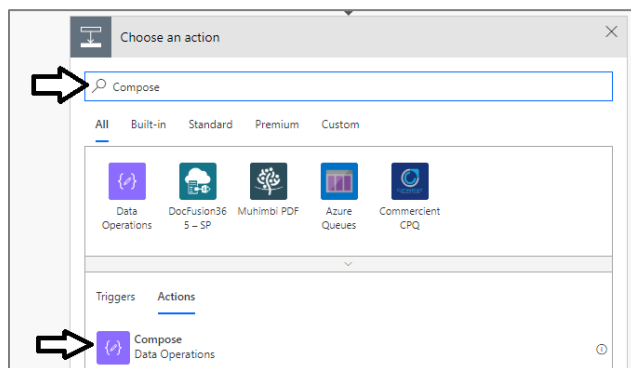 Choose an action
Compose
All Built-in Standard Premium Custom
Data
Operations
DocFusion36
5 – SP
Muhimbi PDF
Azure
Queues
Commercient
CPQ
Triggers Actions
Compose
Data Operations